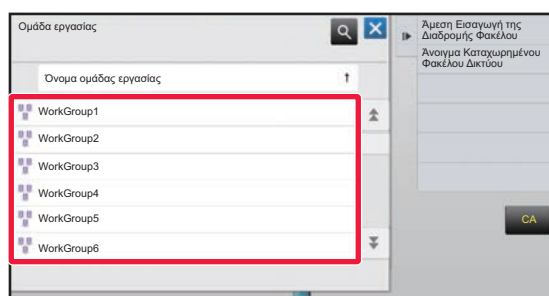 Ομάδα εργασίας
Όνομα ομάδας εργασίας
WorkGroup1
WorkGroup2
WorkGroup3
WorkGroup4
WorkGroup5
WorkGroup6
Άμεση Εισαγωγή της
Διαδρομής Φακέλου
Άνοιγμα Καταχωρημένου
Φακέλου Δικτύου
CA